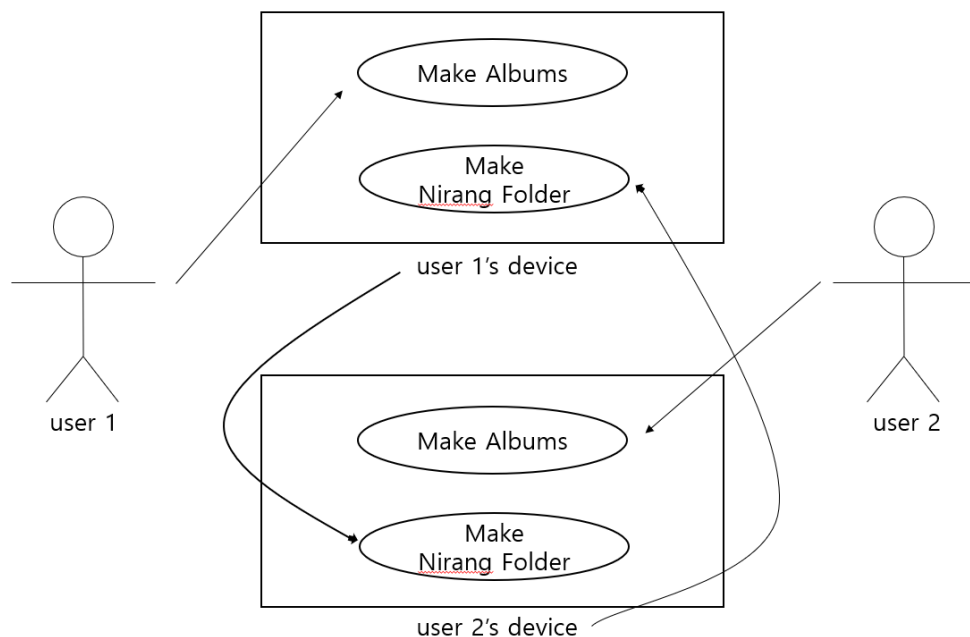 Make Albums
Make
Nirang Folder
user 1's device
user 1
user 2
Make Albums
Make
Nirang Folder
user 2's device